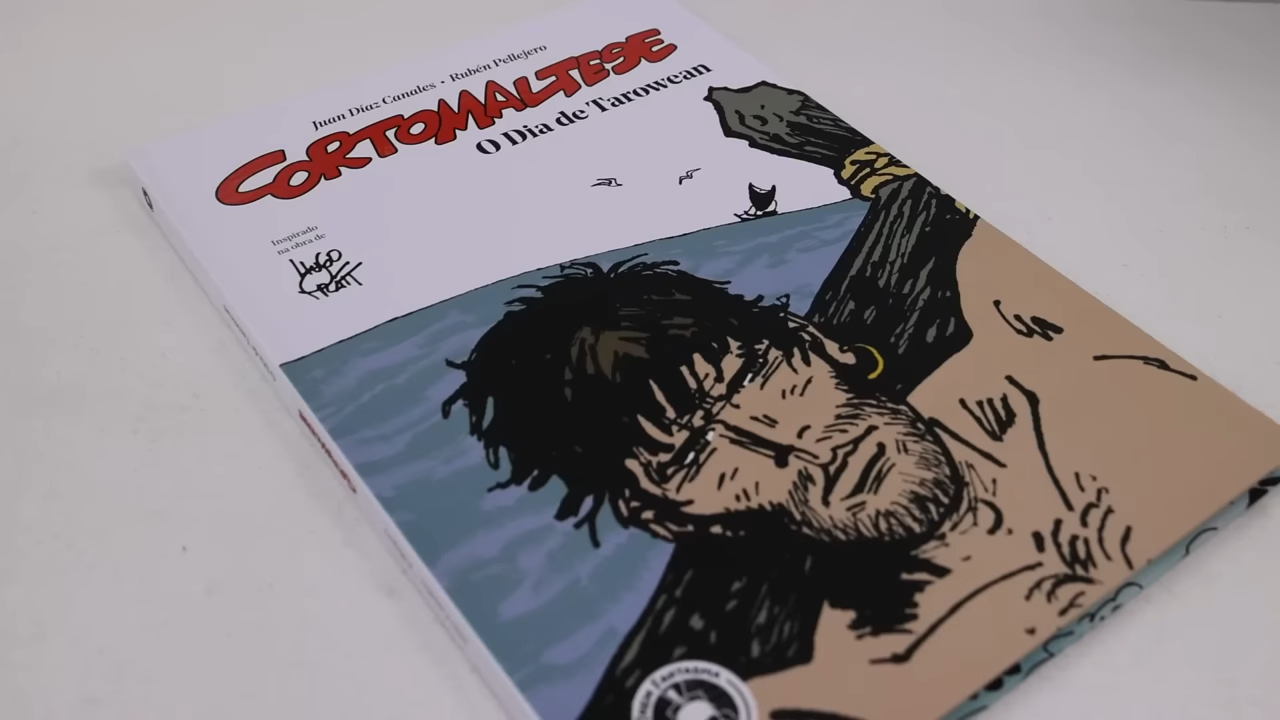 Juan Díaz Canales • Rubén Pellejero
CORTOMALTESE
O Dia de Tarowean
Inspirado
na obra de
HUGO
PRATT